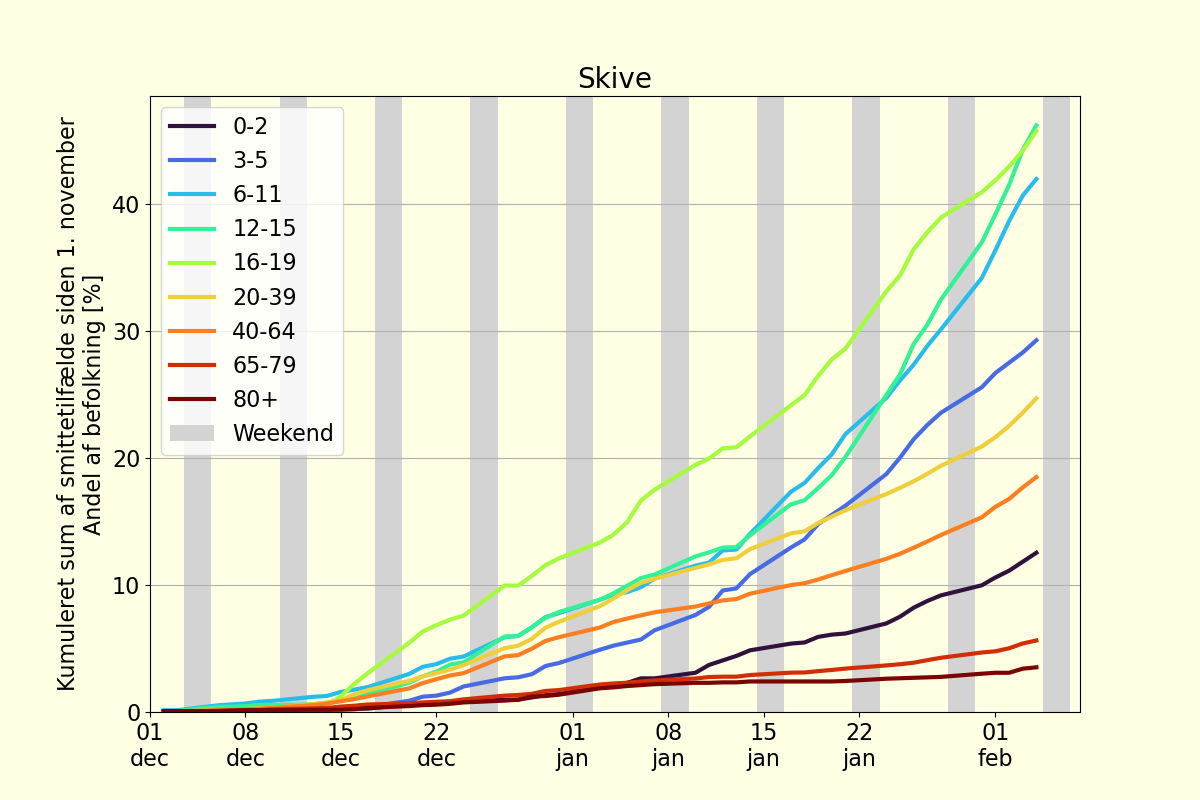 Skive
Kumuleret sum af smittetilfælde siden 1. november
Andel af befolkning [%]
0-2
3-5
6-11
12-15
16-19
20-39
40-64
65-79
80+
Weekend
40
30
20
10
0
01 08 15 22 01 08 15 22 01
dec dec dec dec jan jan jan jan feb